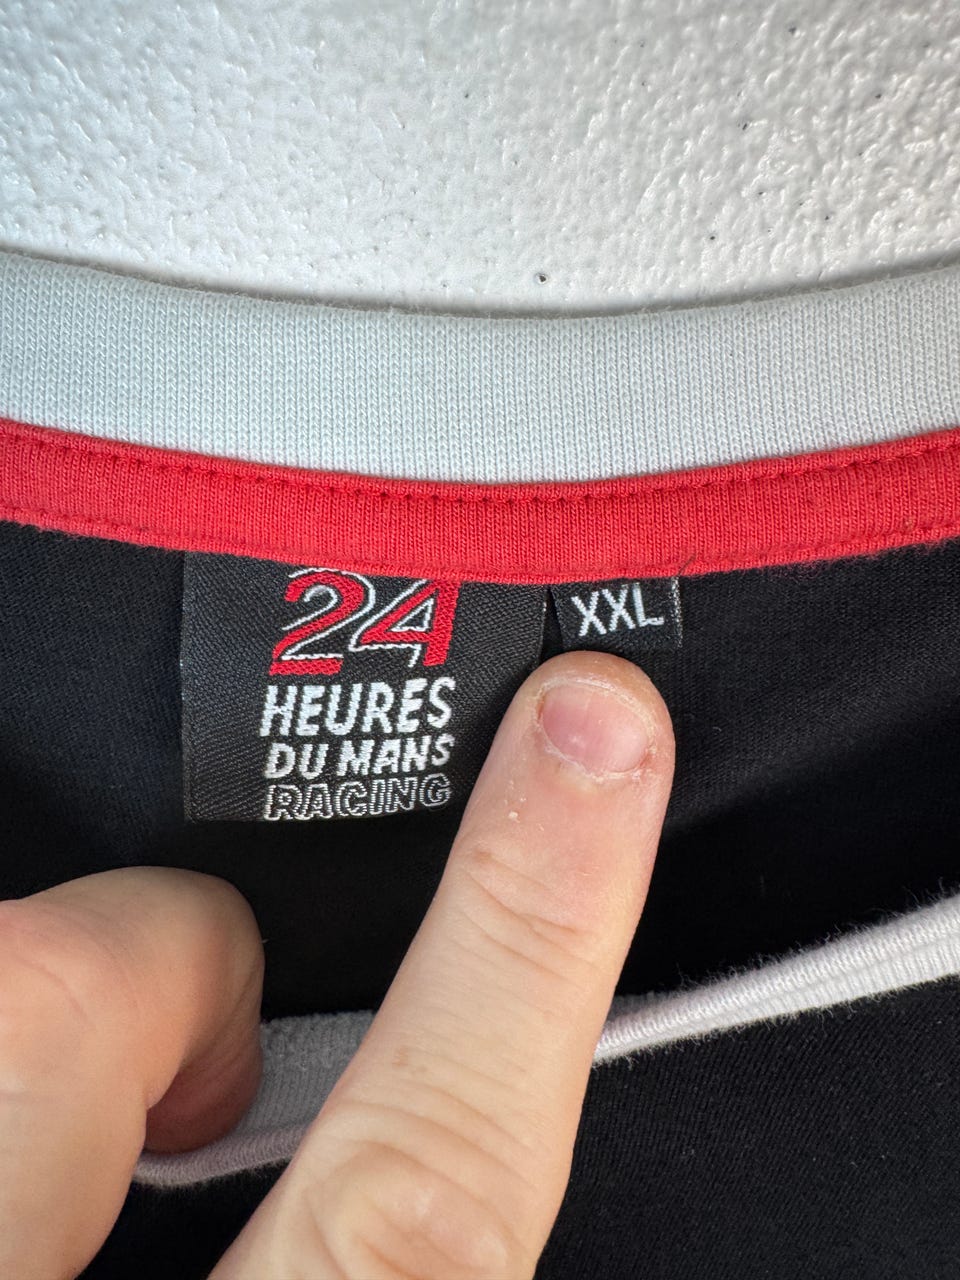 24
HEURES
DU MANS
RACING
XXL